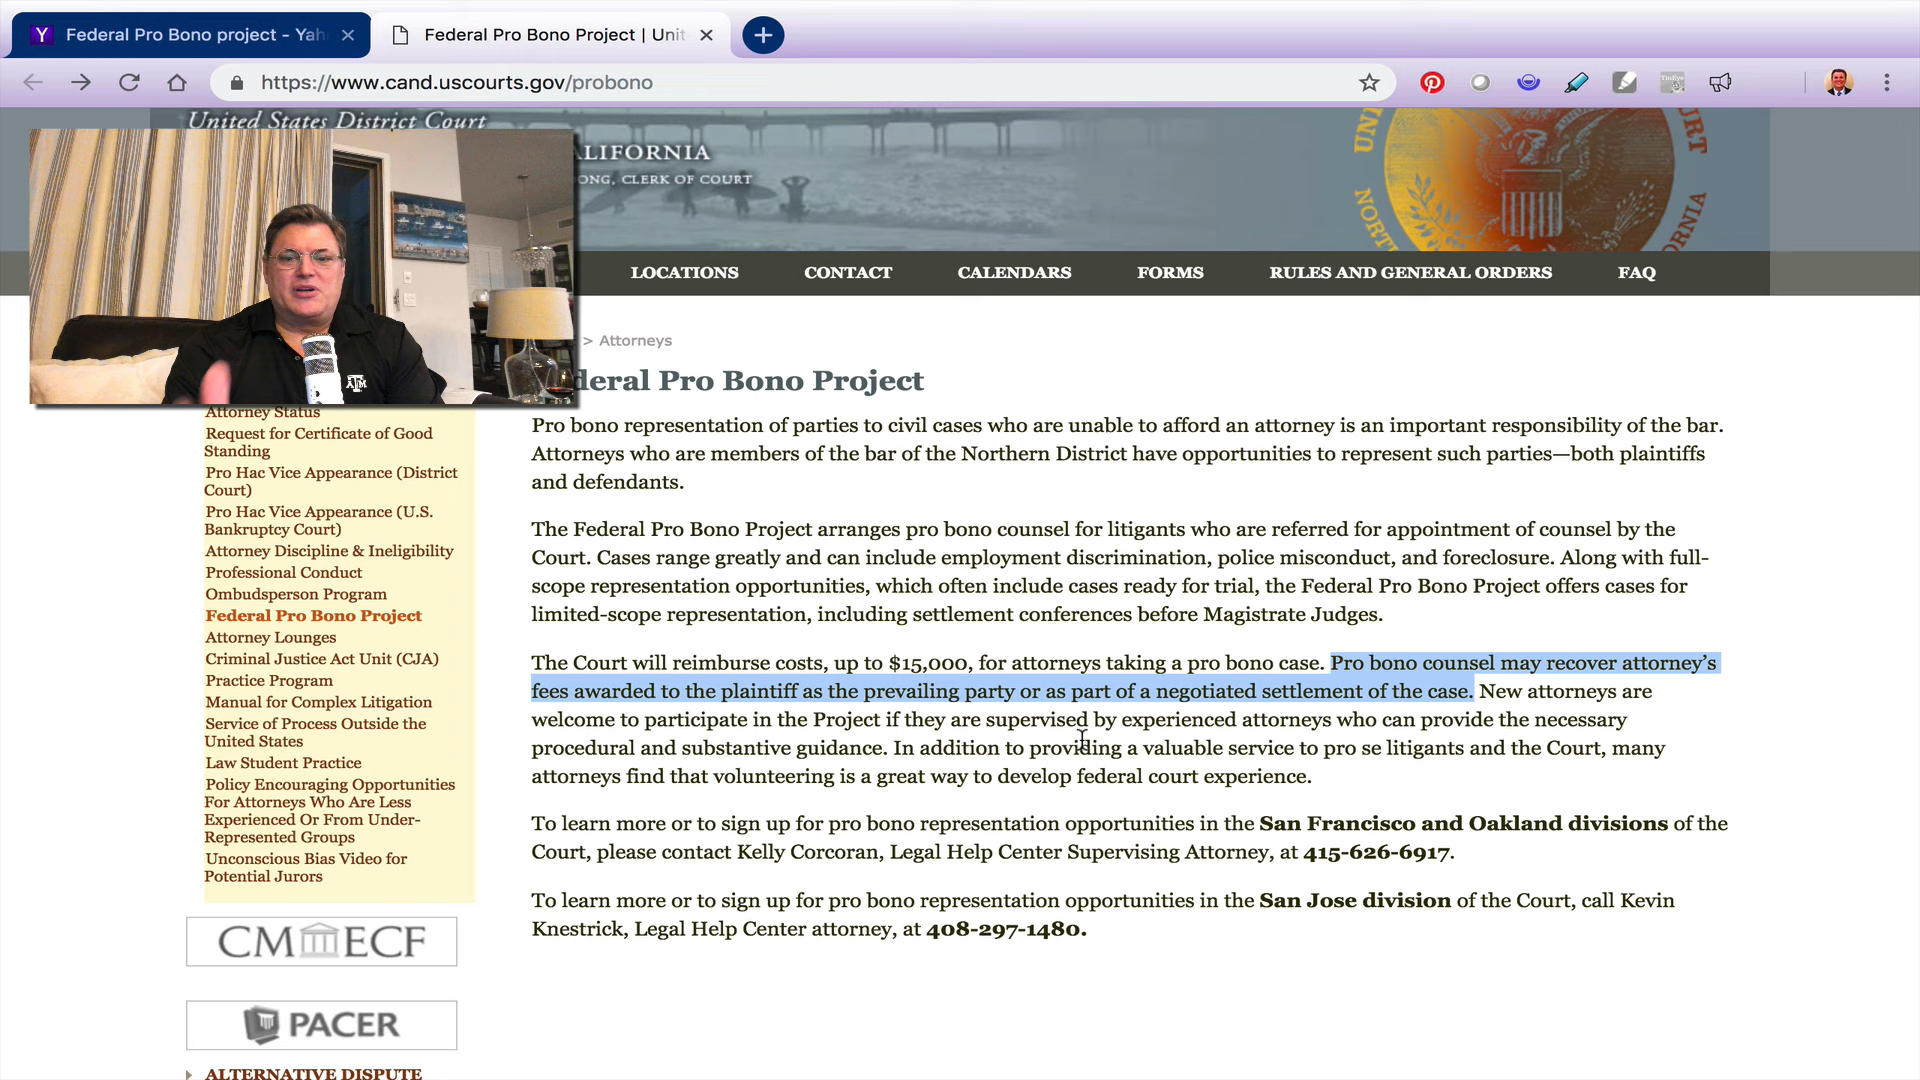 Federal Pro Bono project - Yah
Federal Pro Bono Project | Unit
https://www.cand.uscourts.gov/probono
United States District Court
ALIFORNIA
ONG, CLERK OF COURT
LOCATIONS
CONTACT
CALENDARS
FORMS
RULES AND GENERAL ORDERS
FAQ
> Attorneys
deral Pro Bono Project
Attorney Status
Request for Certificate of Good
Standing
Pro Hac Vice Appearance (District
Court)
Pro Hac Vice Appearance (U.S.
Bankruptcy Court)
Attorney Discipline & Ineligibility
Professional Conduct
Ombudsperson Program
Federal Pro Bono Project
Attorney Lounges
Criminal Justice Act Unit (CJA)
Practice Program
Manual for Complex Litigation
Service of Process Outside the
United States
Law Student Practice
Policy Encouraging Opportunities
For Attorneys Who Are Less
Experienced Or From Under-
Represented Groups
Unconscious Bias Video for
Potential Jurors
CM ECF
PACER
ALTERNATIVE DISPUTE
Pro bono representation of parties to civil cases who are unable to afford an attorney is an important responsibility of the bar.
Attorneys who are members of the bar of the Northern District have opportunities to represent such parties—both plaintiffs
and defendants.
The Federal Pro Bono Project arranges pro bono counsel for litigants who are referred for appointment of counsel by the
Court. Cases range greatly and can include employment discrimination, police misconduct, and foreclosure. Along with full-
scope representation opportunities, which often include cases ready for trial, the Federal Pro Bono Project offers cases for
limited-scope representation, including settlement conferences before Magistrate Judges.
The Court will reimburse costs, up to $15,000, for attorneys taking a pro bono case. Pro bono counsel may recover attorney’s
fees awarded to the plaintiff as the prevailing party or as part of a negotiated settlement of the case. New attorneys are
welcome to participate in the Project if they are supervised by experienced attorneys who can provide the necessary
procedural and substantive guidance. In addition to providing a valuable service to pro se litigants and the Court, many
attorneys find that volunteering is a great way to develop federal court experience.
To learn more or to sign up for pro bono representation opportunities in the San Francisco and Oakland divisions of the
Court, please contact Kelly Corcoran, Legal Help Center Supervising Attorney, at 415-626-6917.
To learn more or to sign up for pro bono representation opportunities in the San Jose division of the Court, call Kevin
Knestrick, Legal Help Center attorney, at 408-297-1480.